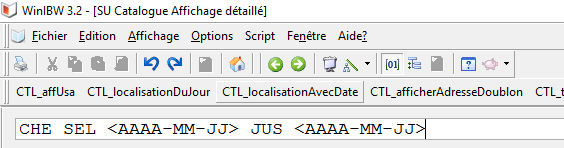 WinIBW 3.2 - [SU Catalogue Affichage détaillé]
Fichier Edition Affichage Options Script Fenêtre Aide?
CTL_affUsa CTL_localisationDuJour CTL_localisationAvecDate CTL_afficherAdresseDoublon CTL_t
CHE SEL <AAAA-MM-JJ> JUS <AAAA-MM-JJ>